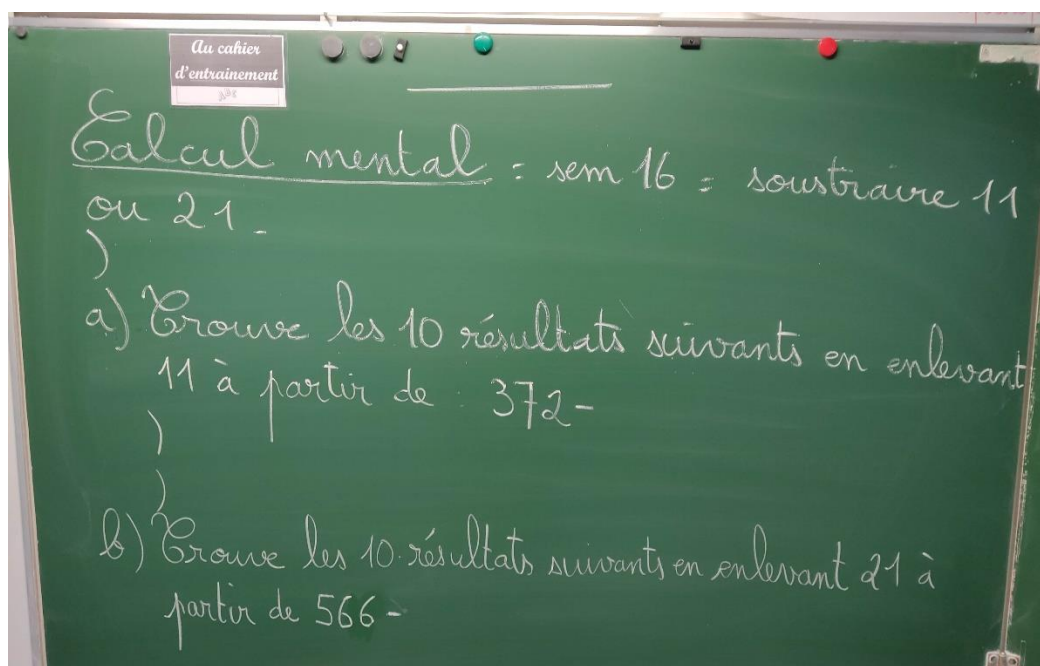 Au cahier
d'entrainement
Calcul mental : sem 16 : soustraire 11
ou 21 -
)
a) Trouve les 10 résultats suivants en enlevant
11 à partir de : 372 -
)
)
b) Trouve les 10 résultats suivants en enlevant 21 à
partir de 566 -